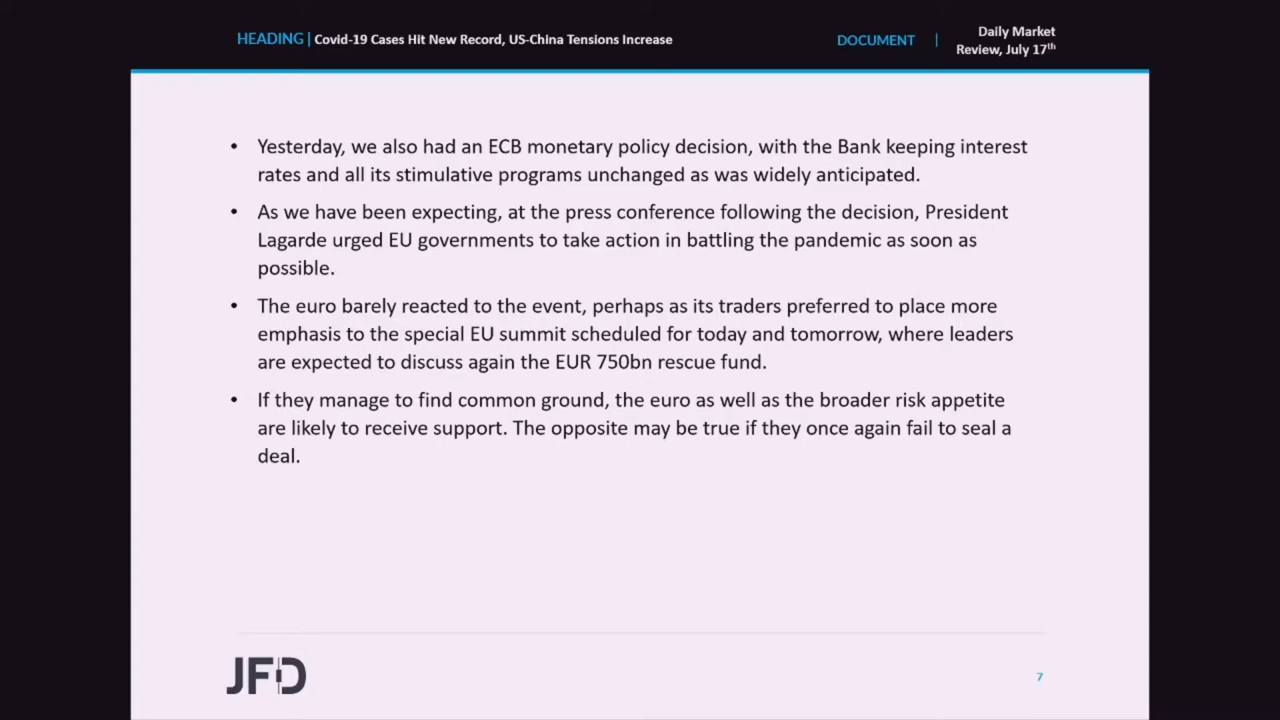 HEADING | Covid-19 Cases Hit New Record, US-China Tensions Increase
DOCUMENT | Daily Market
Review, July 17th
• Yesterday, we also had an ECB monetary policy decision, with the Bank keeping interest
rates and all its stimulative programs unchanged as was widely anticipated.
• As we have been expecting, at the press conference following the decision, President
Lagarde urged EU governments to take action in battling the pandemic as soon as
possible.
• The euro barely reacted to the event, perhaps as its traders preferred to place more
emphasis to the special EU summit scheduled for today and tomorrow, where leaders
are expected to discuss again the EUR 750bn rescue fund.
• If they manage to find common ground, the euro as well as the broader risk appetite
are likely to receive support. The opposite may be true if they once again fail to seal a
deal.
JFD
7